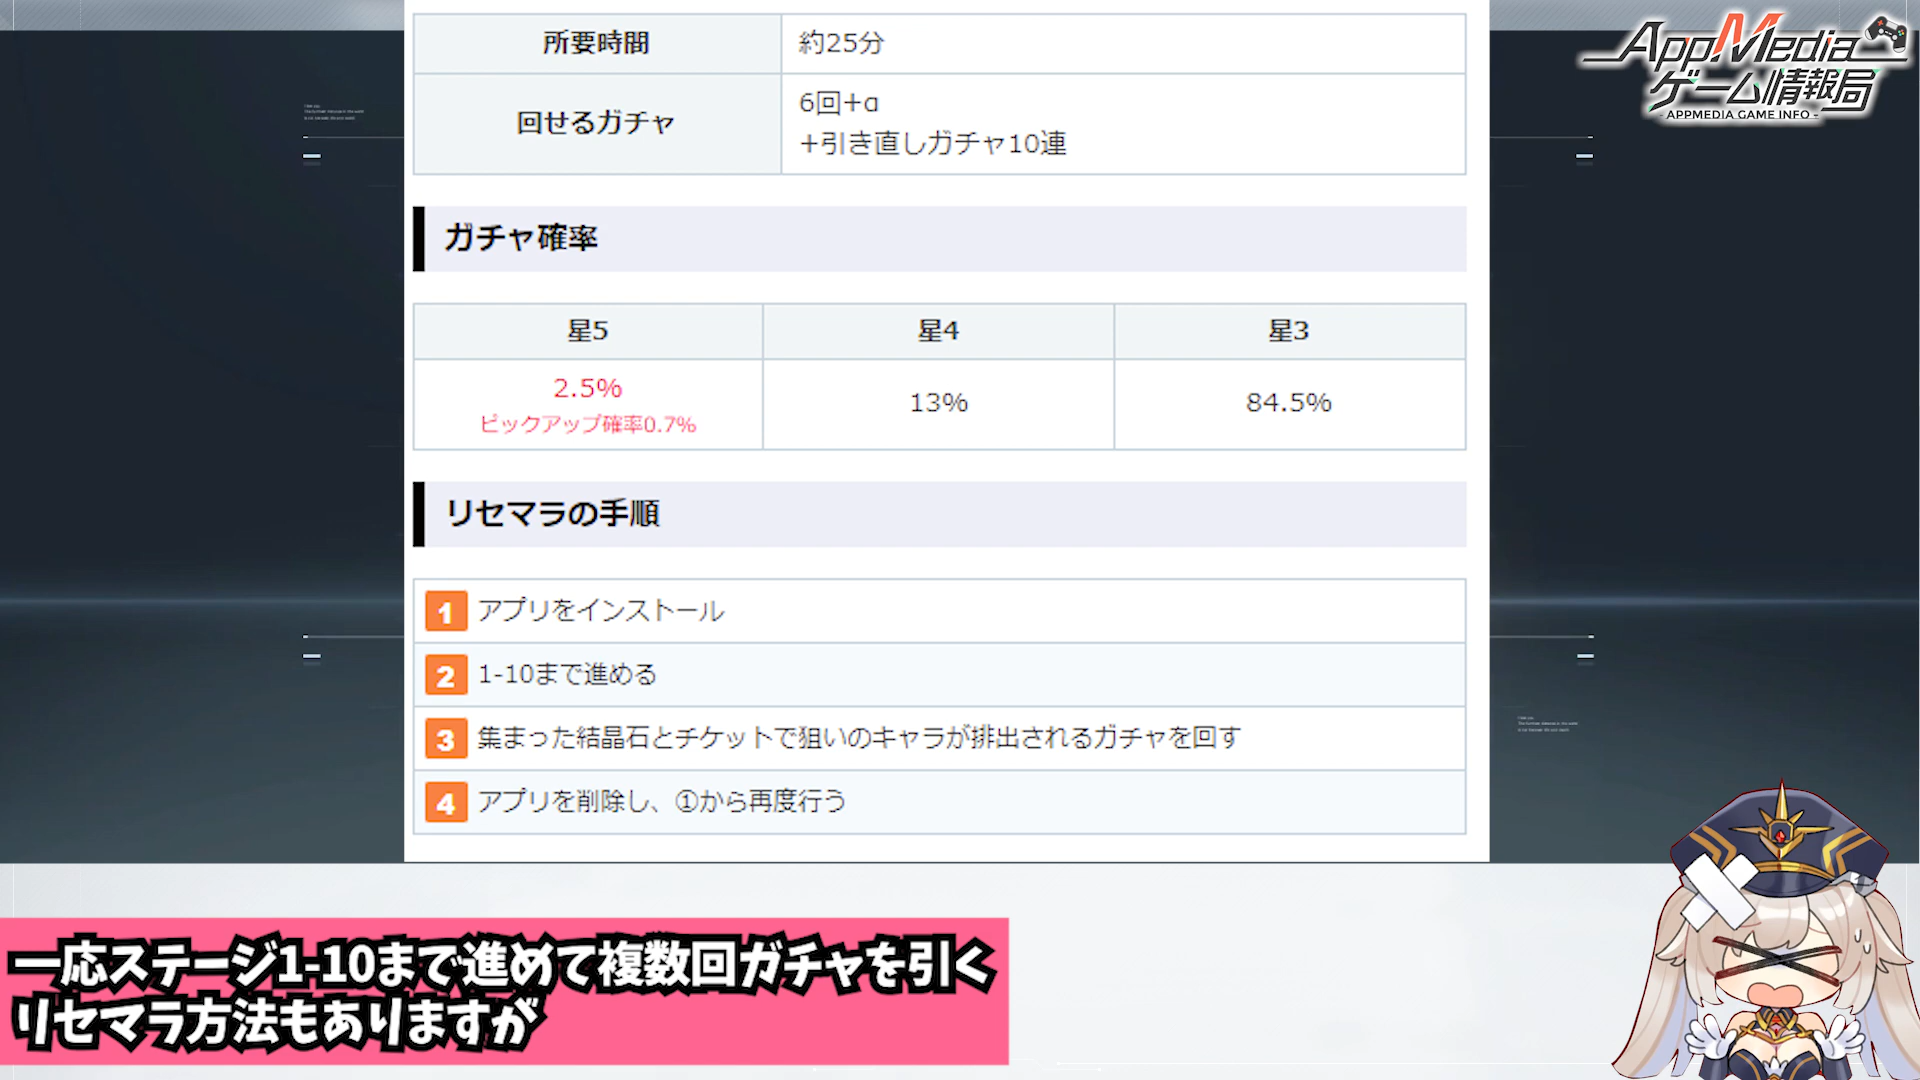 所要時間
約25分
回せるガチャ
6回+α
+引き直しガチャ10連
ガチャ確率
星5
星4
星3
2.5%
ピックアップ確率0.7%
13%
84.5%
リセマラの手順
1 アプリをインストール
2 1-10まで進める
3 集まった結晶石とチケットで狙いのキャラが排出されるガチャを回す
4 アプリを削除し、①から再度行う
一応ステージ1-10まで進めて複数回ガチャを引く
リセマラ方法もありますが
AppMedia
ゲーム情報局
- APPMEDIA GAME INFO -